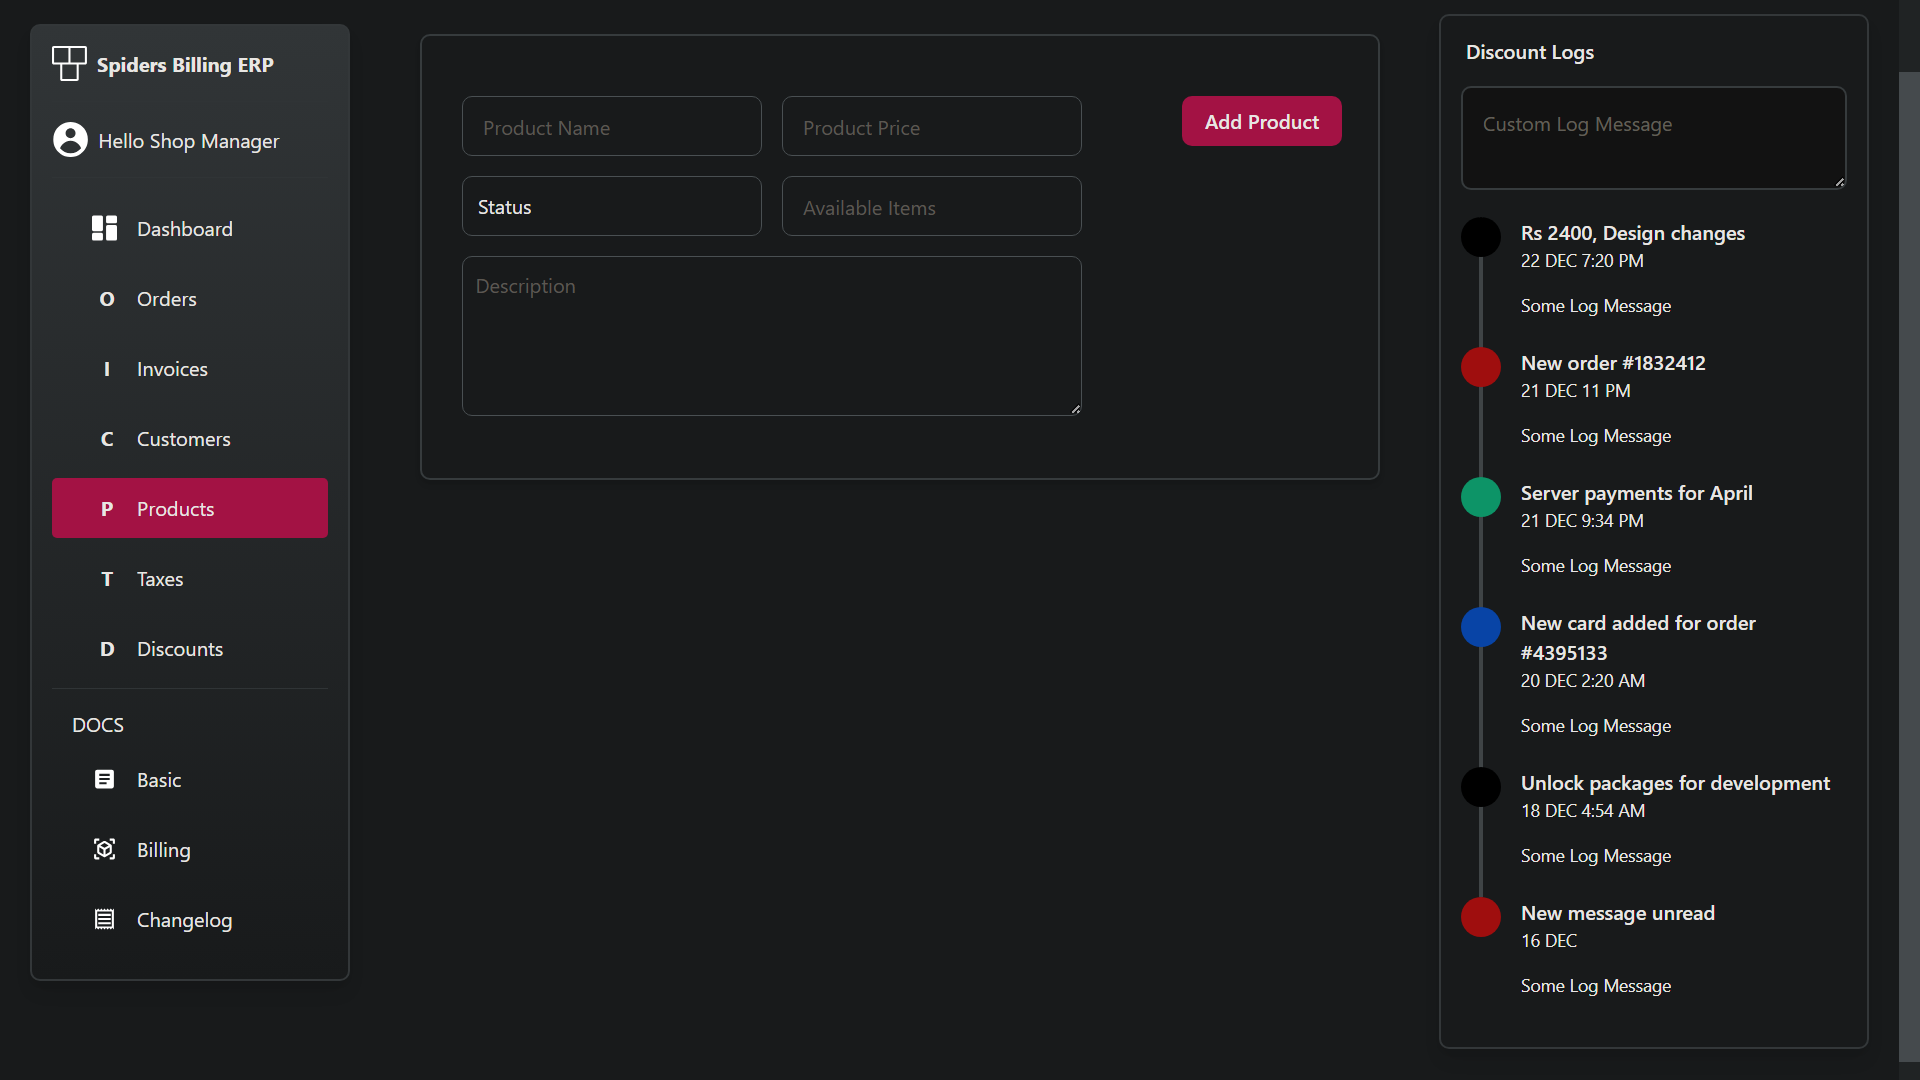 Spiders Billing ERP
Hello Shop Manager
Dashboard
O Orders
I Invoices
C Customers
P Products
T Taxes
D Discounts
DOCS
Basic
Billing
Changelog
Product Name
Product Price
Add Product
Status
Available Items
Description
Discount Logs
Custom Log Message
Rs 2400, Design changes
22 DEC 7:20 PM
Some Log Message
New order #1832412
21 DEC 11 PM
Some Log Message
Server payments for April
21 DEC 9:34 PM
Some Log Message
New card added for order
#4395133
20 DEC 2:20 AM
Some Log Message
Unlock packages for development
18 DEC 4:54 AM
Some Log Message
New message unread
16 DEC
Some Log Message